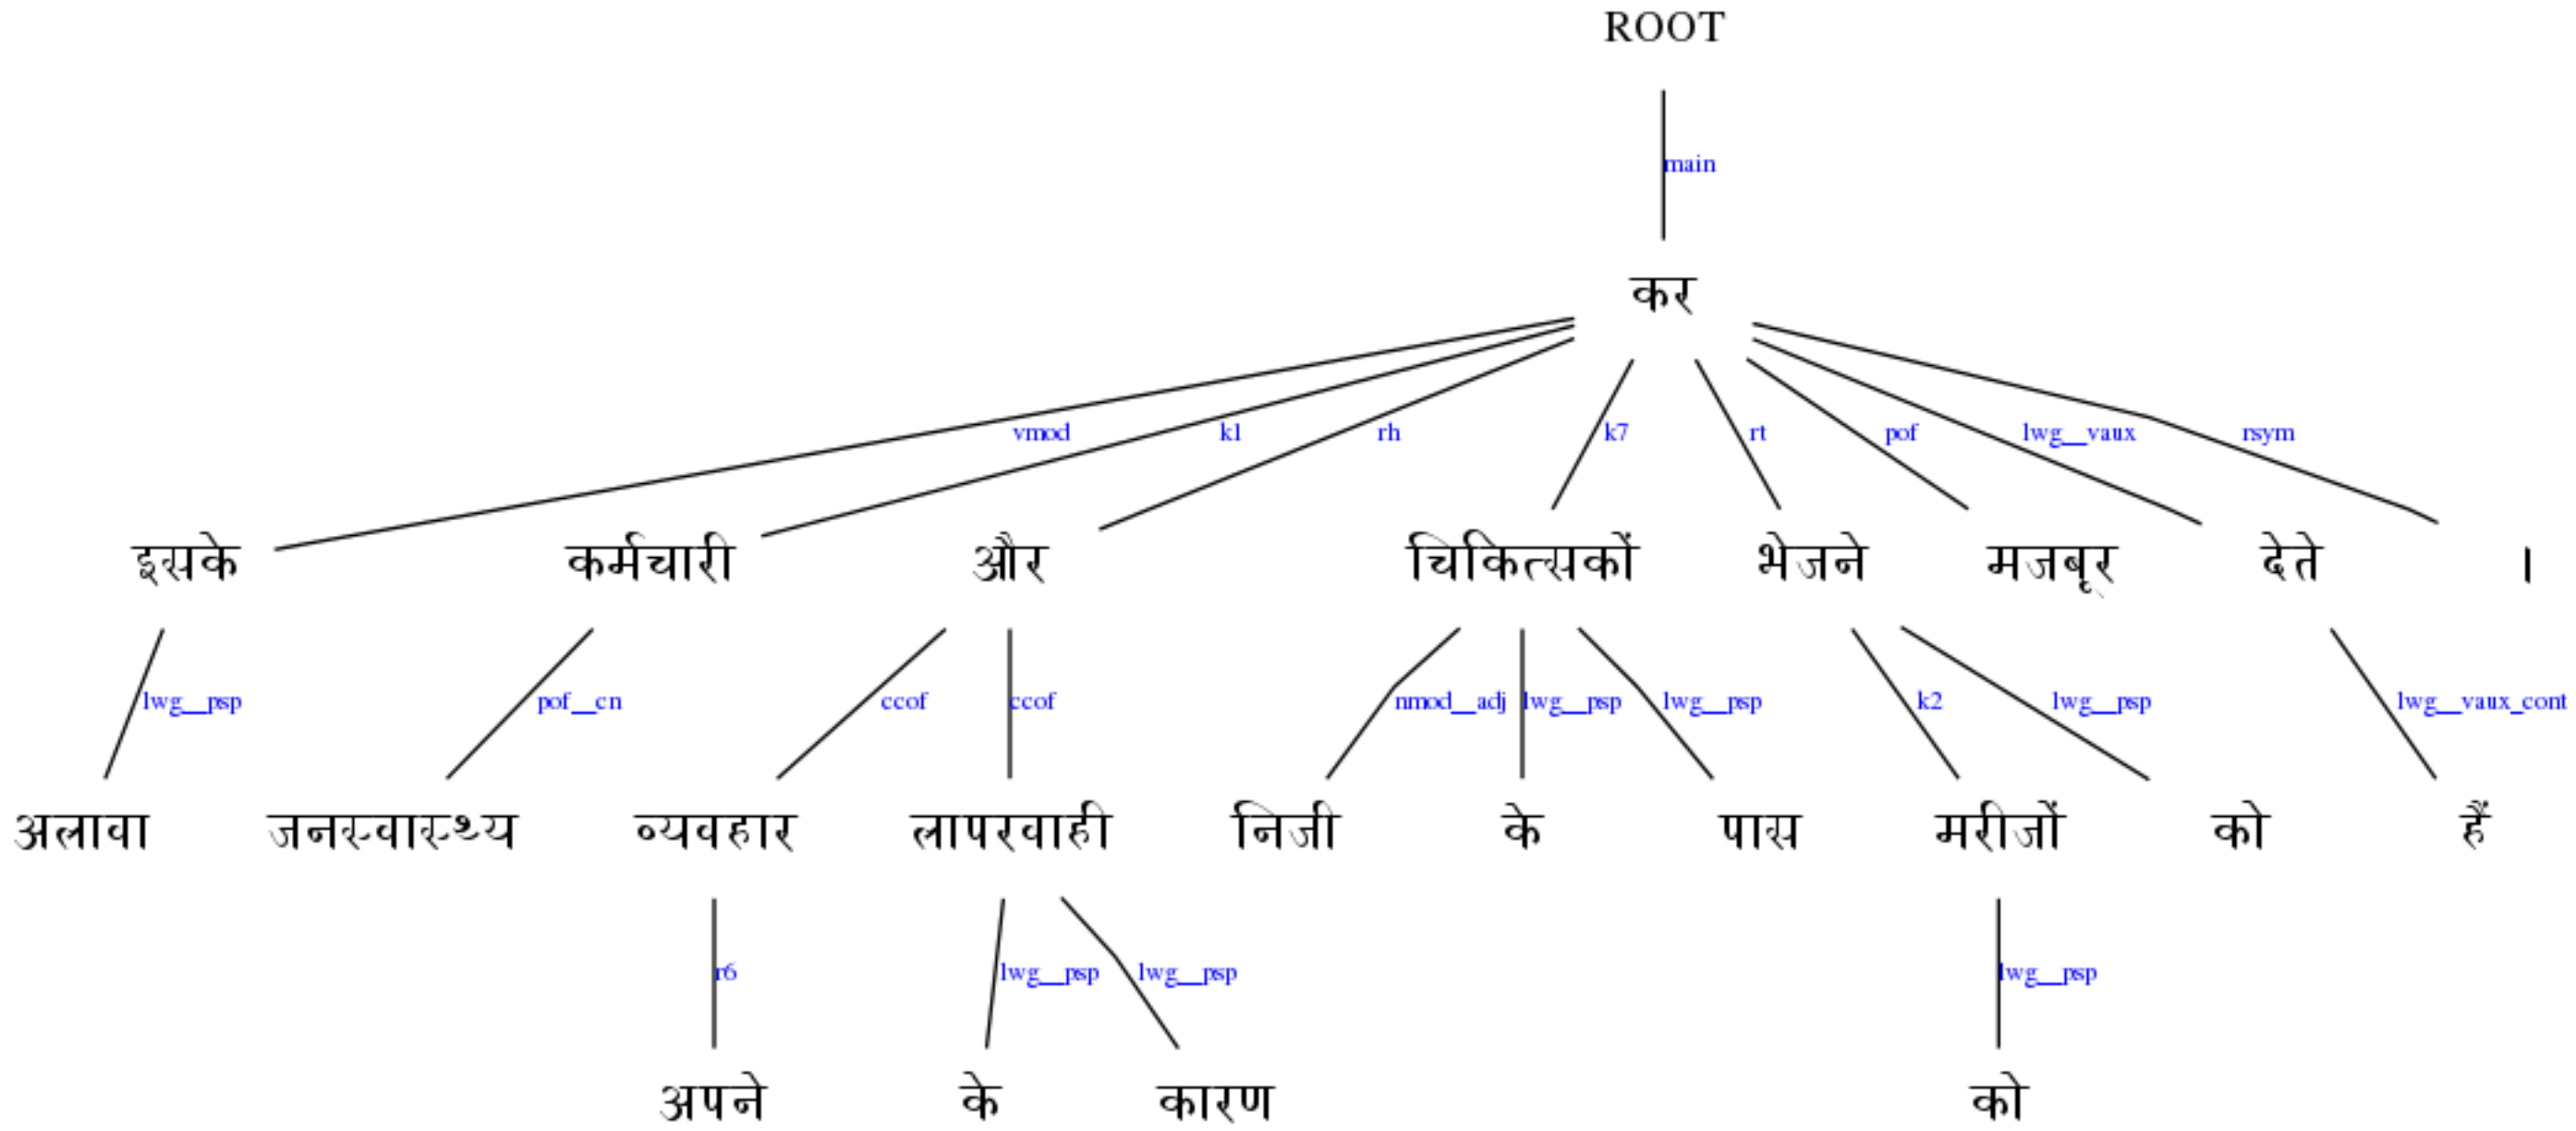 ROOT
main
कर
vmod k1 rh k7 rt pof lwg__vaux rsym
इसके कर्मचारी और चिकित्सकों भेजने मजबूर देते ।
lwg__psp pof__cn ccof ccof nmod__adj lwg__psp lwg__psp k2 lwg__psp lwg__vaux_cont
अलावा जनस्वास्थ्य व्यवहार लापरवाही निजी के पास मरीजों को हैं
r6 lwg__psp lwg__psp lwg__psp
अपने के कारण को